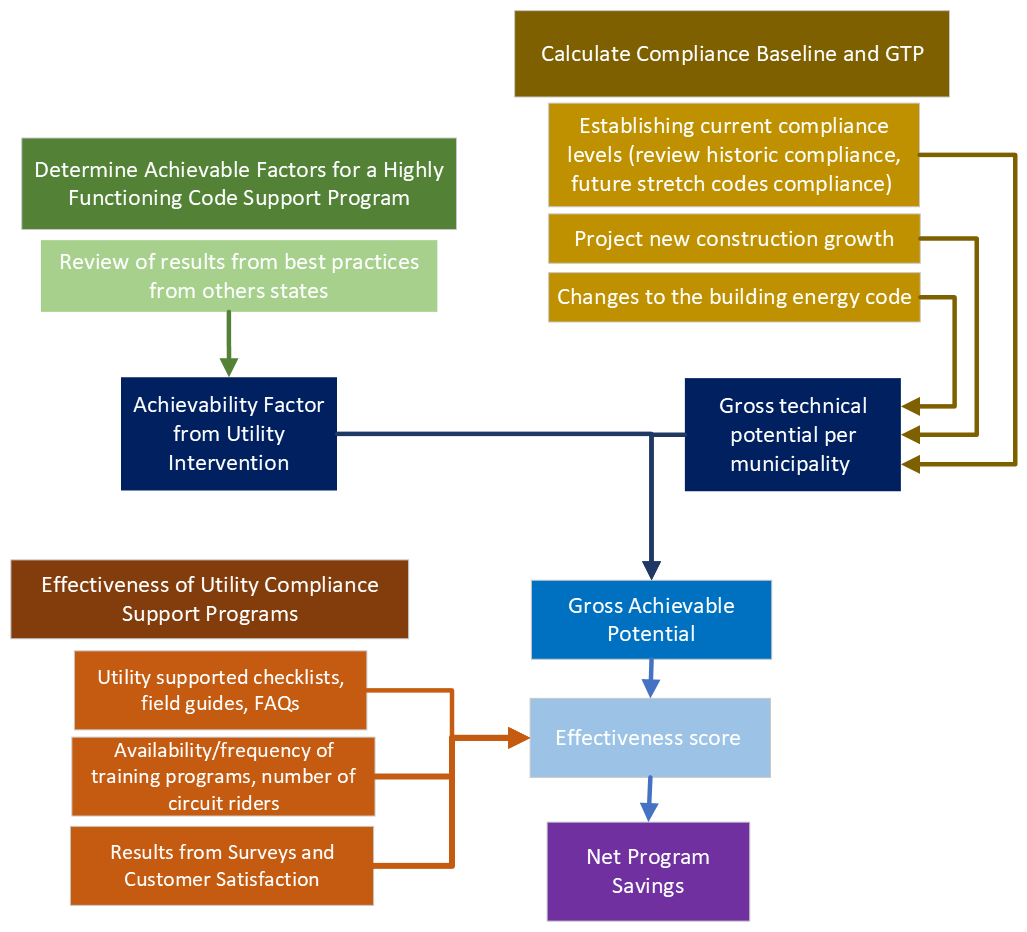 Calculate Compliance Baseline and GTP
Establishing current compliance
levels (review historic compliance,
future stretch codes compliance)
Project new construction growth
Changes to the building energy code
Determine Achievable Factors for a Highly
Functioning Code Support Program
Review of results from best practices
from others states
Achievability Factor
from Utility
Intervention
Gross technical
potential per
municipality
Effectiveness of Utility Compliance
Support Programs
Utility supported checklists,
field guides, FAQs
Availability/frequency of
training programs, number of
circuit riders
Results from Surveys and
Customer Satisfaction
Gross Achievable
Potential
Effectiveness score
Net Program
Savings